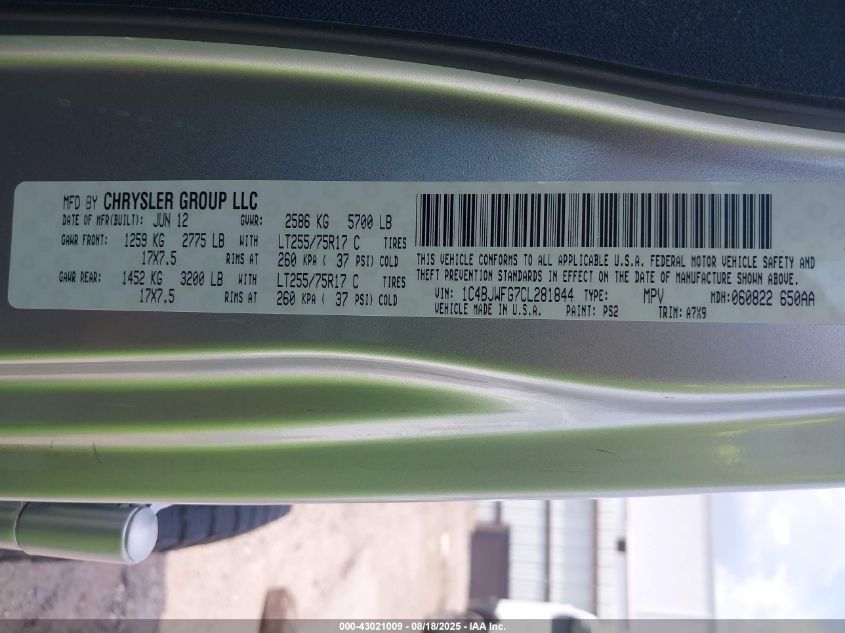 MFD BY CHRYSLER GROUP LLC
DATE OF MFR(BUILT): JUN 12 GVWR: 2586 KG 5700 LB
GAWR FRONT: 1259 KG 2775 LB WITH LT255/75R17 C TIRES
17X7.5 RIMS AT 260 KPA ( 37 PSI) COLD
GAWR REAR: 1452 KG 3200 LB WITH LT255/75R17 C TIRES
17X7.5 RIMS AT 260 KPA ( 37 PSI) COLD
THIS VEHICLE CONFORMS TO ALL APPLICABLE U.S.A. FEDERAL MOTOR VEHICLE SAFETY AND
THEFT PREVENTION STANDARDS IN EFFECT ON THE DATE OF MANUFACTURE SHOWN ABOVE.
VIN: 1C4BJWFG7CL281844 TYPE: MPV MDH:060822 650AA
VEHICLE MADE IN U.S.A. PAINT: PS2 TRIM: A7X9
000-43021009 - 08/18/2025 - IAA Inc.